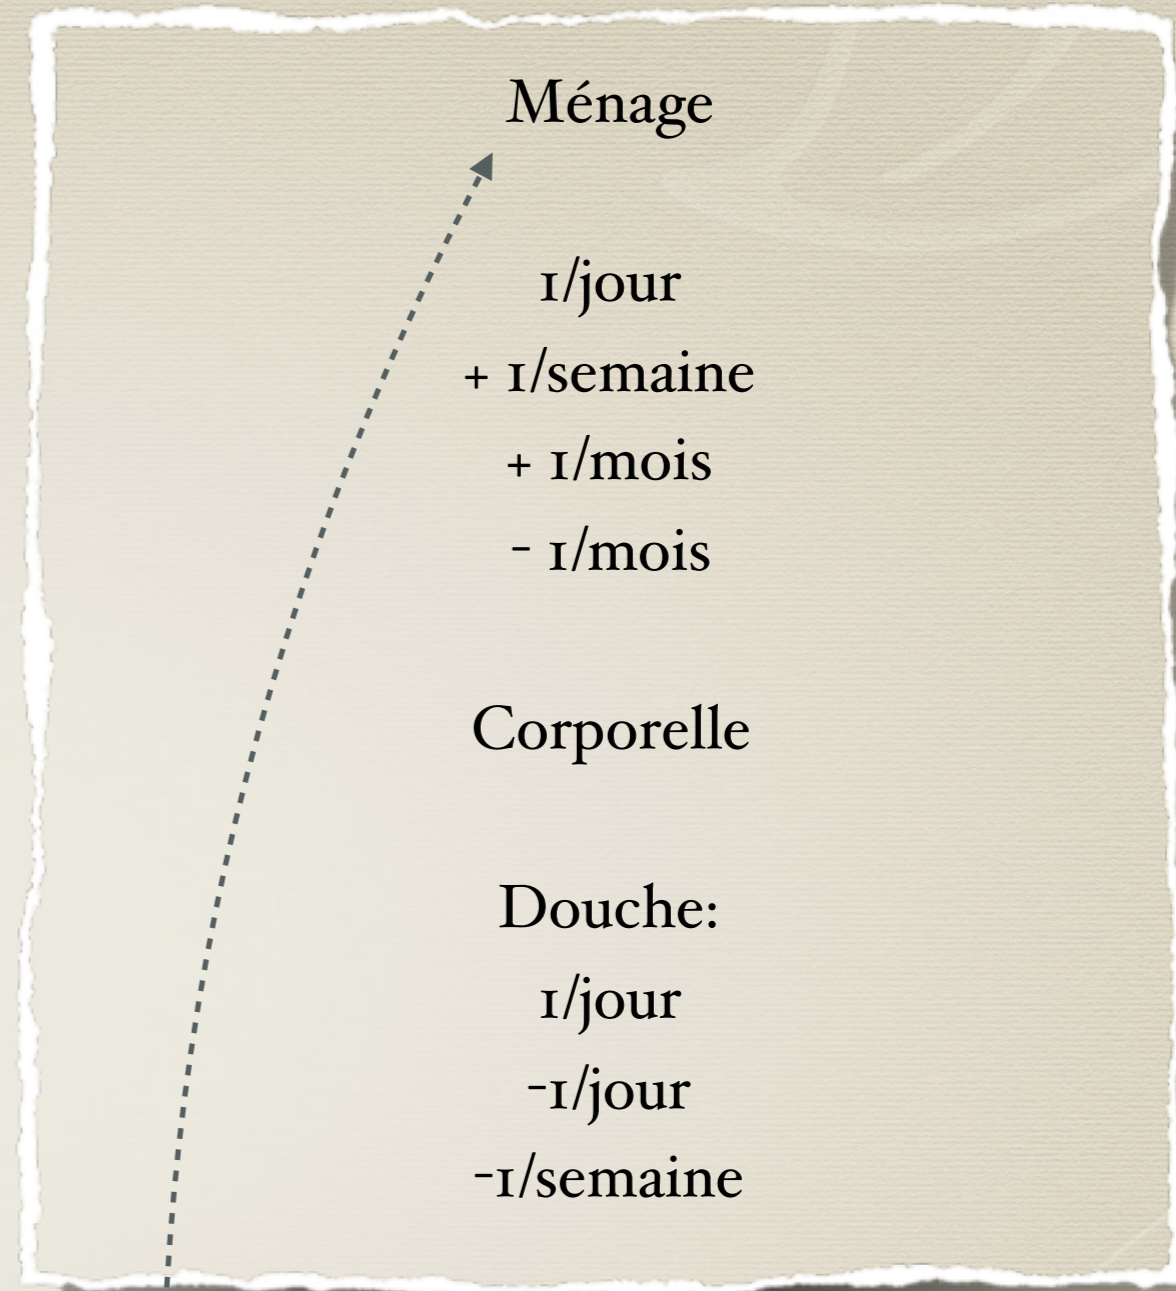 Ménage
1/jour
+ 1/semaine
+ 1/mois
- 1/mois
Corporelle
Douche:
1/jour
-1/jour
-1/semaine